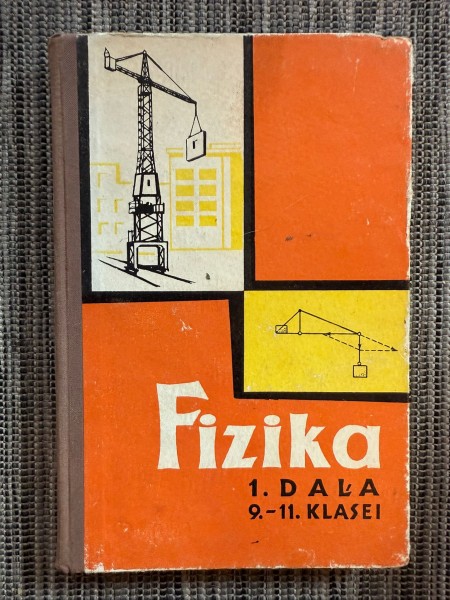 Fizika
1. DAĻA
9.-11. KLASEI